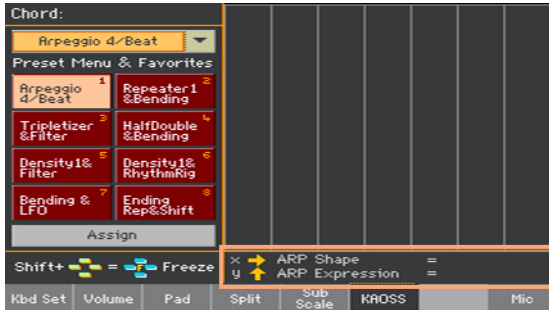 Chord:
Arpeggio 4/Beat
Preset Menu & Favorites
Arpeggio 4/Beat 1
Repeater1 &Bending 2
Tripletizer &Filter 3
HalfDouble &Bending 4
Density1& Filter 5
Density1& RhythmRig 6
Bending & LFO 7
Ending Rep&Shift 8
Assign
Shift+ = F Freeze
x ARP Shape =
y ARP Expression =
Kbd Set Volume Pad Split Sub Scale KAOSS Mic